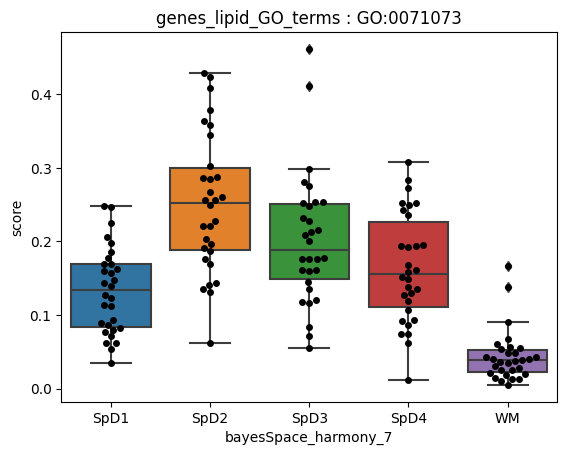 genes_lipid_GO_terms : GO:0071073
score
0.4
0.3
0.2
0.1
0.0
SpD1 SpD2 SpD3 SpD4 WM
bayesSpace_harmony_7